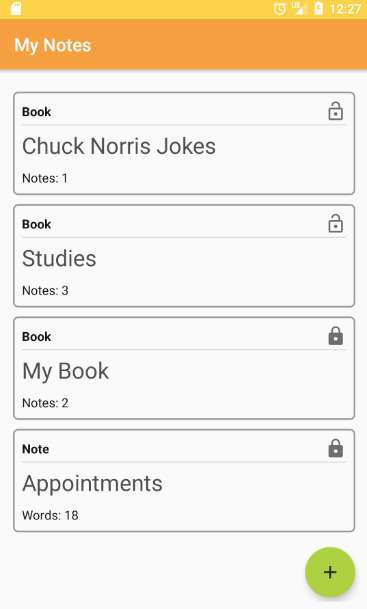 LTE 12:27
My Notes
Book
Chuck Norris Jokes
Notes: 1
Book
Studies
Notes: 3
Book
My Book
Notes: 2
Note
Appointments
Words: 18
+